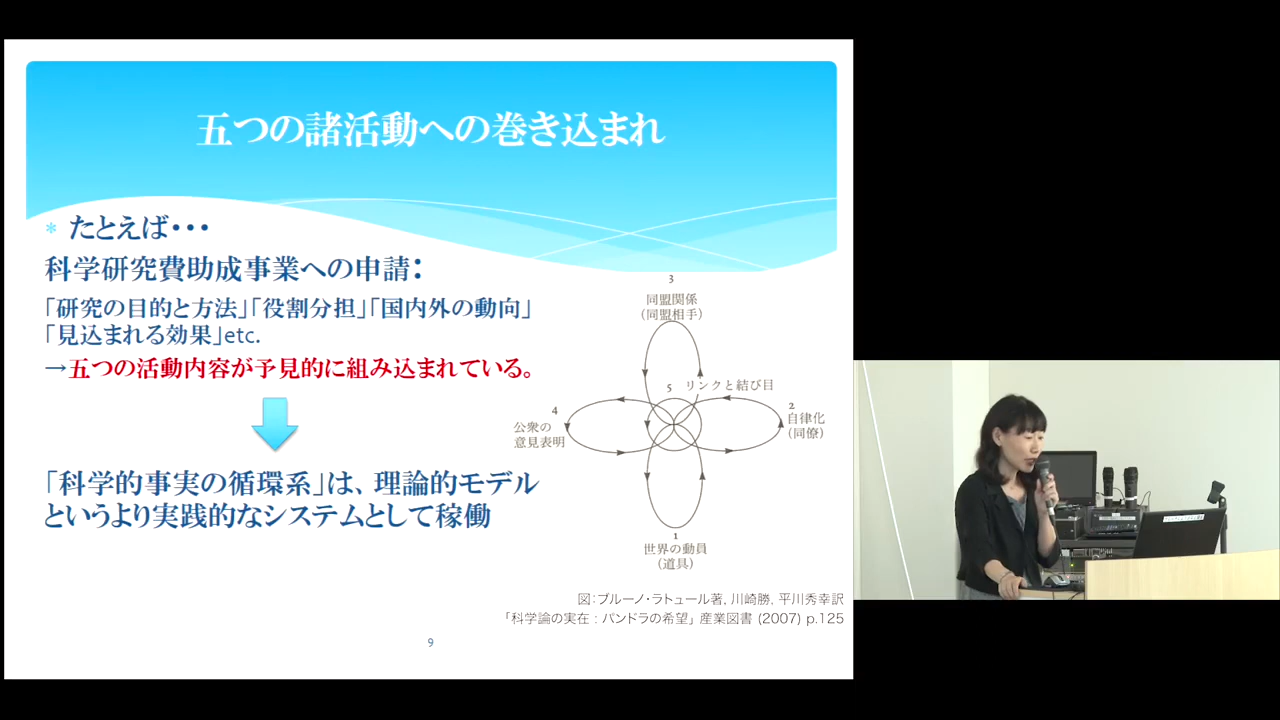 五つの諸活動への巻き込まれ
* たとえば・・・
科学研究費助成事業への申請：
「研究の目的と方法」「役割分担」「国内外の動向」
「見込まれる効果」etc.
→五つの活動内容が予見的に組み込まれている。
「科学的事実の循環系」は、理論的モデル
というより実践的なシステムとして稼働
3
同盟関係
（同盟相手）
5 リンクと結び目
4
公衆の
意見表明
2
自律化
（同僚）
1
世界の動員
（道具）
図：ブルーノ・ラトゥール著, 川﨑勝, 平川秀幸訳
「科学論の実在：パンドラの希望」 産業図書 (2007) p.125
9